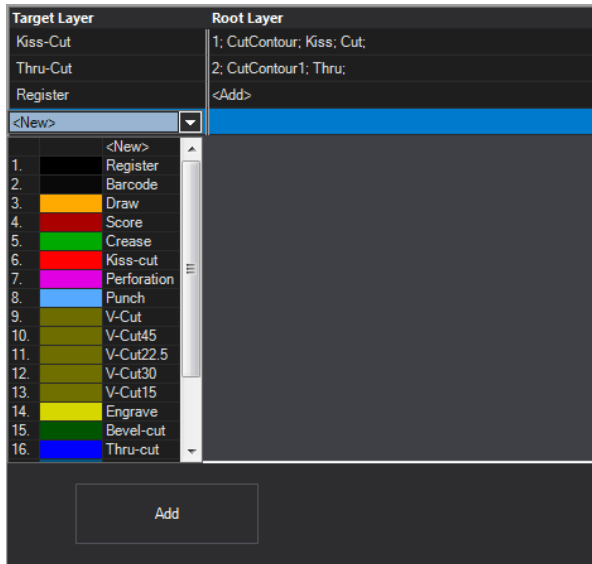 Target Layer Root Layer
Kiss-Cut 1; CutContour; Kiss; Cut;
Thru-Cut 2; CutContour1; Thru;
Register <Add>
<New>
<New>
1. Register
2. Barcode
3. Draw
4. Score
5. Crease
6. Kiss-cut
7. Perforation
8. Punch
9. V-Cut
10. V-Cut45
11. V-Cut22.5
12. V-Cut30
13. V-Cut15
14. Engrave
15. Bevel-cut
16. Thru-cut
Add